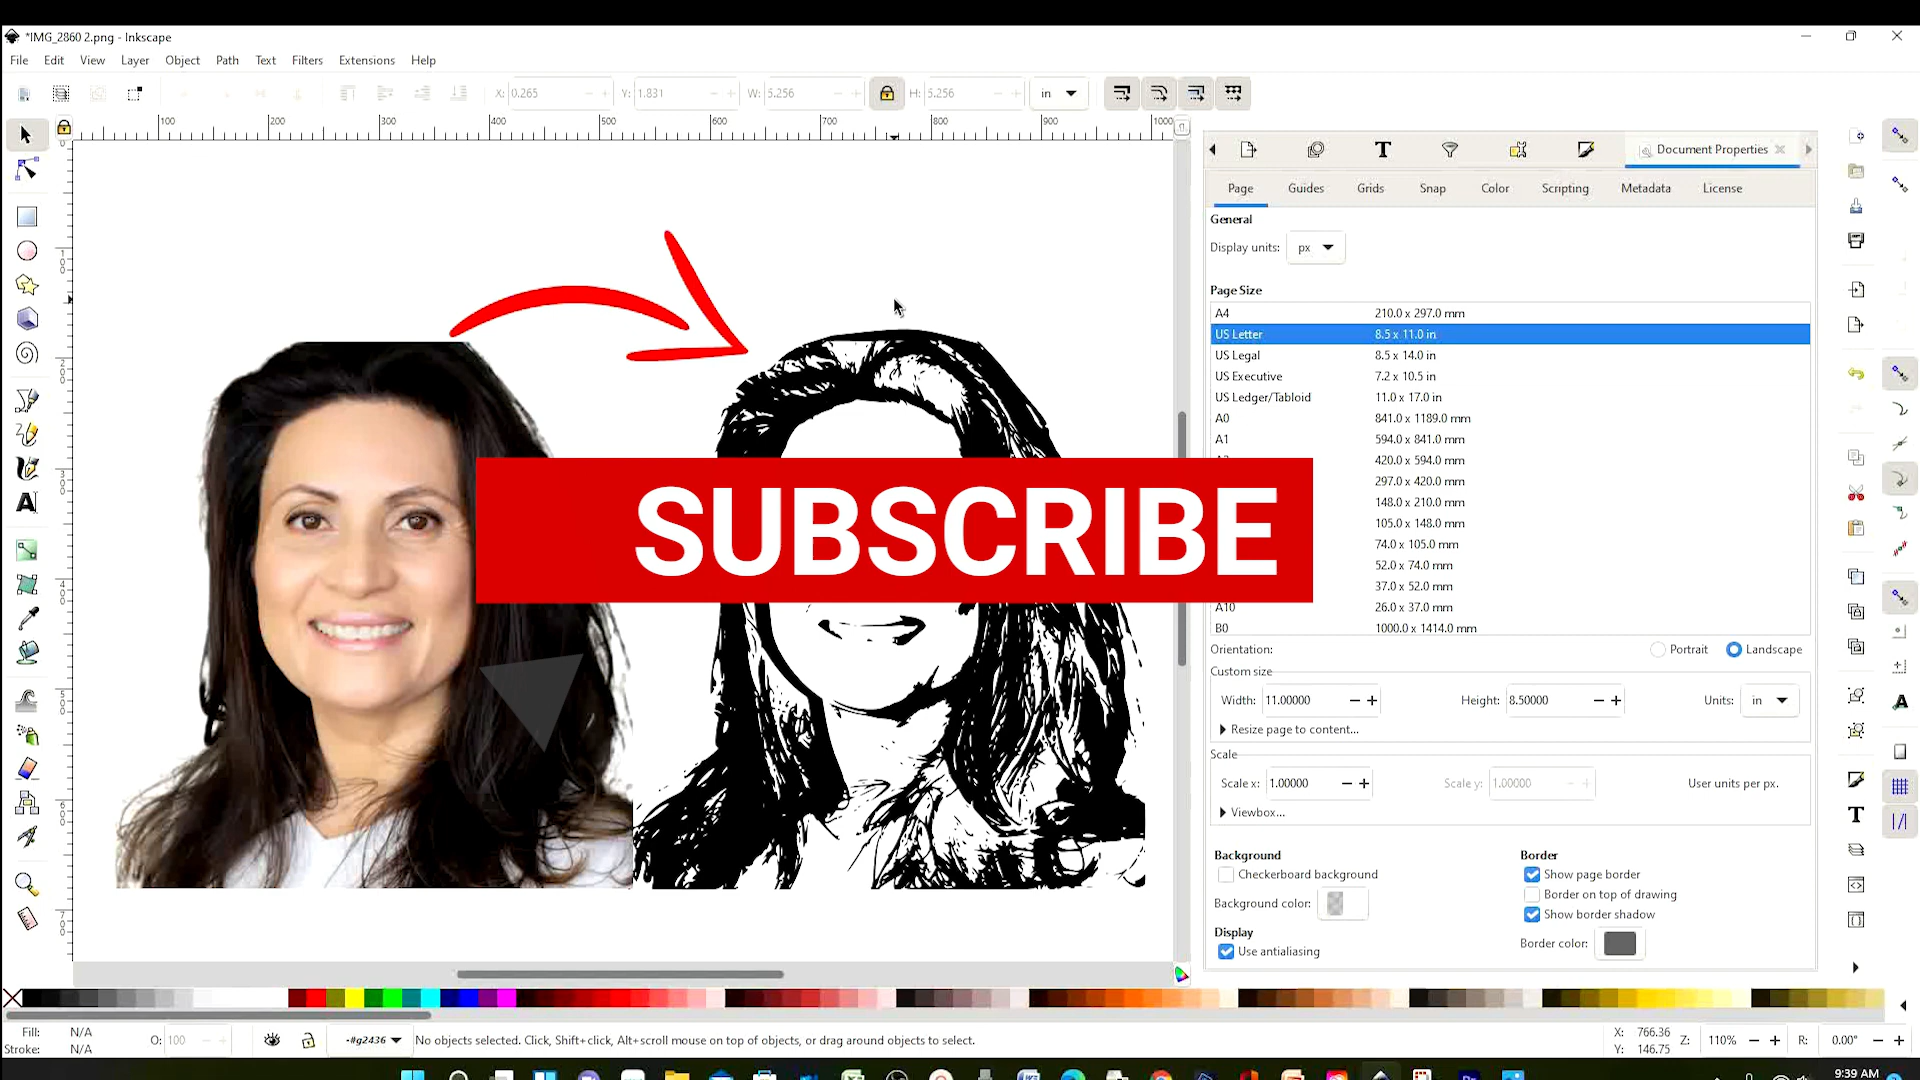 *IMG_2860 2.png - Inkscape
File Edit View Layer Object Path Text Filters Extensions Help
X: 0.265 Y: 1.831 W: 5.256 H: 5.256 in
100 200 300 400 500 600 700 800 900 1000
Document Properties
Page Guides Grids Snap Color Scripting Metadata License
General
Display units: px
Page Size
A4 210.0 x 297.0 mm
US Letter 8.5 x 11.0 in
US Legal 8.5 x 14.0 in
US Executive 7.2 x 10.5 in
US Ledger/Tabloid 11.0 x 17.0 in
A0 841.0 x 1189.0 mm
A1 594.0 x 841.0 mm
420.0 x 594.0 mm
297.0 x 420.0 mm
148.0 x 210.0 mm
105.0 x 148.0 mm
74.0 x 105.0 mm
52.0 x 74.0 mm
37.0 x 52.0 mm
A10 26.0 x 37.0 mm
B0 1000.0 x 1414.0 mm
SUBSCRIBE
Orientation: Portrait Landscape
Custom size
Width: 11.00000 Height: 8.50000 Units: in
Resize page to content...
Scale
Scale x: 1.00000 Scale y: 1.00000 User units per px.
Viewbox...
Background Border
Checkerboard background Show page border
Border on top of drawing
Background color: Show border shadow
Display
Border color:
Use antialiasing
Fill: N/A
Stroke: N/A
O: 100
-#g2436
No objects selected. Click, Shift+click, Alt+scroll mouse on top of objects, or drag around objects to select.
X: 766.36
Y: 146.75
Z: 110% R: 0.00°
9:39 AM